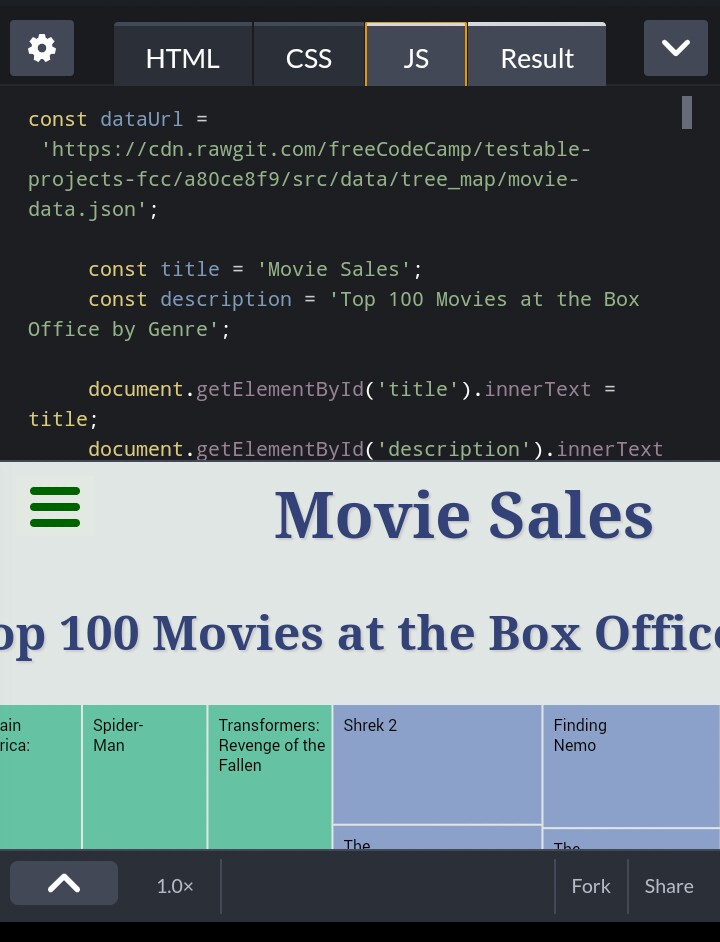 HTML CSS JS Result
const dataUrl =
'https://cdn.rawgit.com/freeCodeCamp/testable-
projects-fcc/a80ce8f9/src/data/tree_map/movie-
data.json';
const title = 'Movie Sales';
const description = 'Top 100 Movies at the Box
Office by Genre';
document.getElementById('title').innerText =
title;
document.getElementById('description').innerText
Movie Sales
op 100 Movies at the Box Office
ain
rica:
Spider-
Man
Transformers:
Revenge of the
Fallen
Shrek 2
Finding
Nemo
The
The
1.0×
Fork
Share